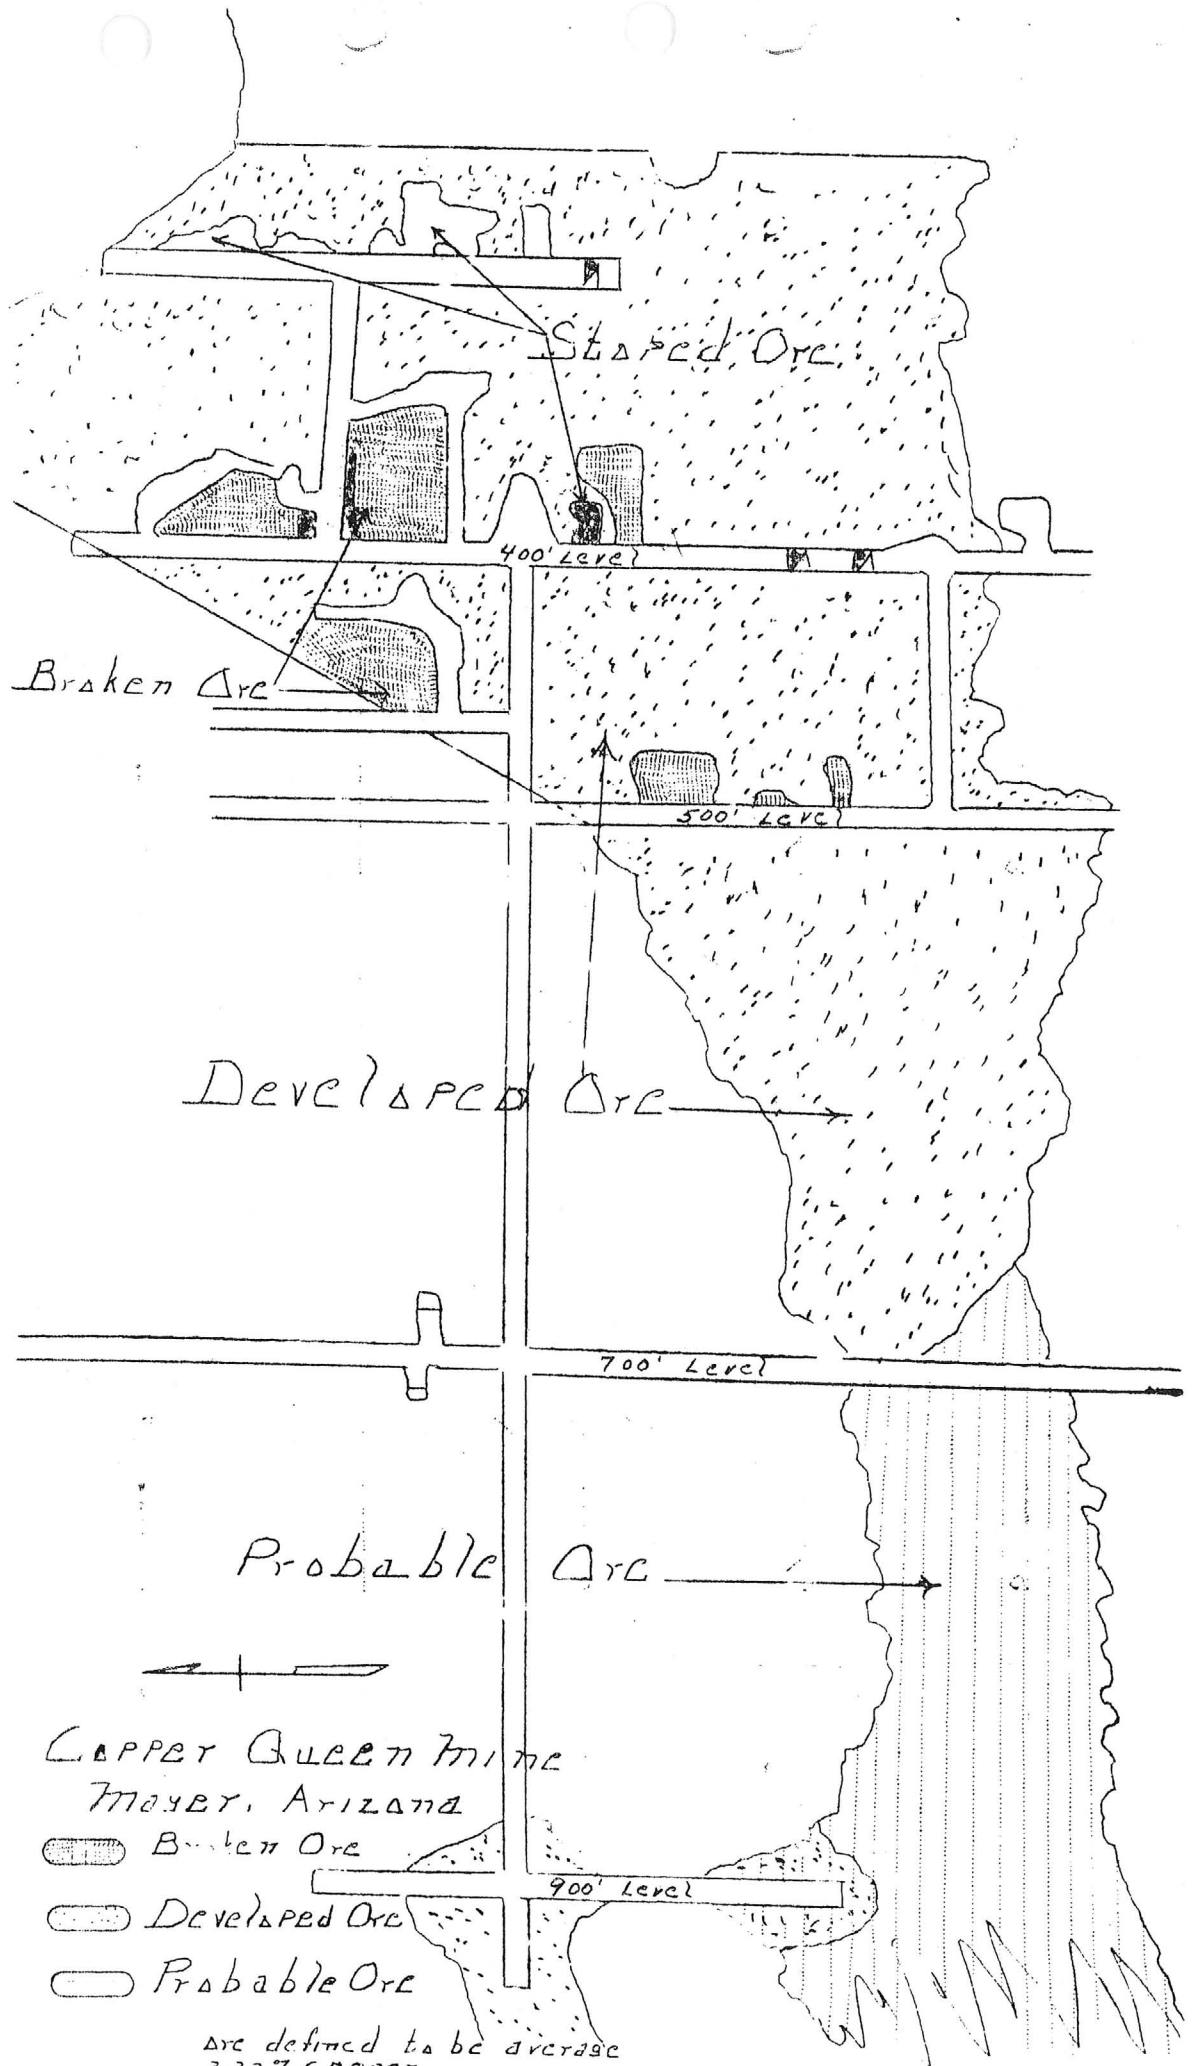 Stoped Ore
400' Level
Broken Ore
500' Level
Developed Ore
700' Level
Probable Ore
Copper Queen Mine
Mayer, Arizona
Ore
900' Level
Developed Ore
Probable Ore
Ore defined to be average